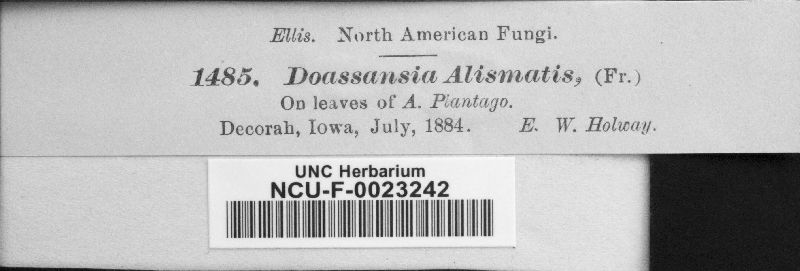 Ellis. North American Fungi.
1485. Doassansia Alismatis, (Fr.)
On leaves of A. Plantago.
Decorah, Iowa, July, 1884. E. W. Holway.
UNC Herbarium
NCU-F-0023242